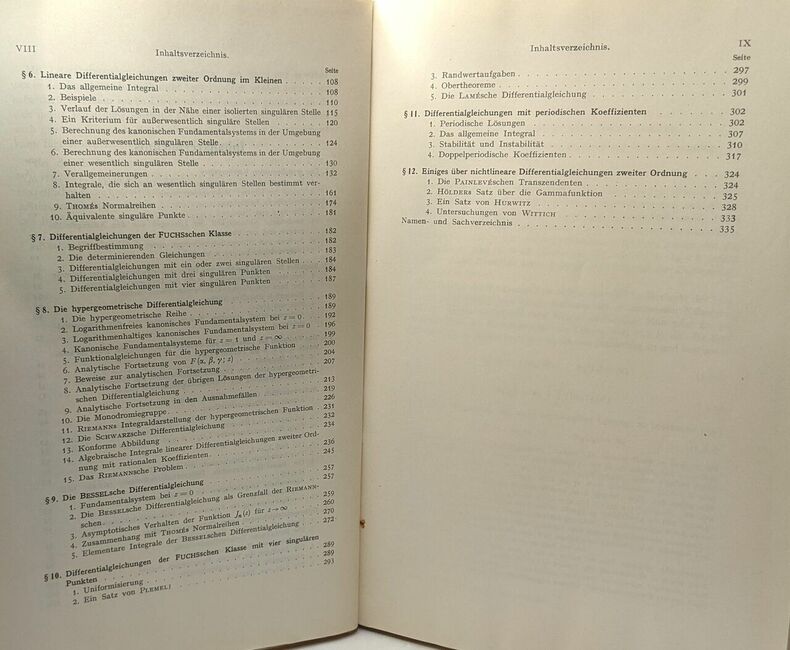 VIII
Inhaltsverzeichnis.
Seite
§ 6. Lineare Differentialgleichungen zweiter Ordnung im Kleinen . . . . . . 108
1. Das allgemeine Integral . . . . . . 108
2. Beispiele . . . . . . 110
3. Verlauf der Lösungen in der Nähe einer isolierten singulären Stelle 115
4. Ein Kriterium für außerwesentlich singuläre Stellen . . . . . . 120
5. Berechnung des kanonischen Fundamentalsystems in der Umgebung
einer außerwesentlich singulären Stelle . . . . . . 124
6. Berechnung des kanonischen Fundamentalsystems in der Umgebung
einer wesentlich singulären Stelle . . . . . . 130
7. Verallgemeinerungen . . . . . . 132
8. Integrale, die sich an wesentlich singulären Stellen bestimmt ver-
halten . . . . . . 161
9. THOMÉs Normalreihen . . . . . . 174
10. Äquivalente singuläre Punkte . . . . . . 181
§ 7. Differentialgleichungen der FUCHSschen Klasse . . . . . . 182
1. Begriffbestimmung . . . . . . 182
2. Die determinierenden Gleichungen . . . . . . 183
3. Differentialgleichungen mit ein oder zwei singulären Stellen . . . . . . 184
4. Differentialgleichungen mit drei singulären Punkten . . . . . . 184
5. Differentialgleichungen mit vier singulären Punkten . . . . . . 187
§ 8. Die hypergeometrische Differentialgleichung . . . . . . 189
1. Die hypergeometrische Reihe . . . . . . 189
2. Logarithmenfreies kanonisches Fundamentalsystem bei z = 0 . . . . . . 192
3. Logarithmenhaltiges kanonisches Fundamentalsystem bei z = 0 . . . . . . 196
4. Kanonische Fundamentalsysteme für z = 1 und z = ∞ . . . . . . 199
5. Funktionalgleichungen für die hypergeometrische Funktion . . . . . . 200
6. Analytische Fortsetzung von F(α, β, γ; z) . . . . . . 204
7. Beweise zur analytischen Fortsetzung . . . . . . 207
8. Analytische Fortsetzung der übrigen Lösungen der hypergeometri-
schen Differentialgleichung . . . . . . 213
9. Analytische Fortsetzung in den Ausnahmefällen . . . . . . 219
10. Die Monodromiegruppe . . . . . . 226
11. RIEMANNs Integraldarstellung der hypergeometrischen Funktion . 231
12. Die SCHWARZsche Differentialgleichung . . . . . . 232
13. Konforme Abbildung . . . . . . 234
14. Algebraische Integrale linearer Differentialgleichungen zweiter Ord-
nung mit rationalen Koeffizienten . . . . . . 236
15. Das RIEMANNsche Problem . . . . . . 245
§ 9. Die BESSELsche Differentialgleichung . . . . . . 257
1. Fundamentalsystem bei z = 0 . . . . . . 257
2. Die BESSELsche Differentialgleichung als Grenzfall der RIEMANN-
schen . . . . . . 259
3. Asymptotisches Verhalten der Funktion Jn(z) für z → ∞ . . . . . . 260
4. Zusammenhang mit THOMÉs Normalreihen . . . . . . 270
5. Elementare Integrale der BESSELschen Differentialgleichung . . . . . . 272
§ 10. Differentialgleichungen der FUCHSschen Klasse mit vier singulären
Punkten . . . . . . 289
1. Uniformisierung . . . . . . 289
2. Ein Satz von PLEMELJ . . . . . . 293
Inhaltsverzeichnis.
IX
Seite
3. Randwertaufgaben . . . . . . 297
4. Obertheoreme . . . . . . 299
5. Die LAMÉsche Differentialgleichung . . . . . . 301
§ 11. Differentialgleichungen mit periodischen Koeffizienten . . . . . . 302
1. Periodische Lösungen . . . . . . 302
2. Das allgemeine Integral . . . . . . 307
3. Stabilität und Instabilität . . . . . . 310
4. Doppelperiodische Koeffizienten . . . . . . 317
§ 12. Einiges über nichtlineare Differentialgleichungen zweiter Ordnung . . . 324
1. Die PAINLEVÉschen Transzendenten . . . . . . 324
2. HÖLDERs Satz über die Gammafunktion . . . . . . 325
3. Ein Satz von HURWITZ . . . . . . 328
4. Untersuchungen von WITTICH . . . . . . 333
Namen- und Sachverzeichnis . . . . . . 335